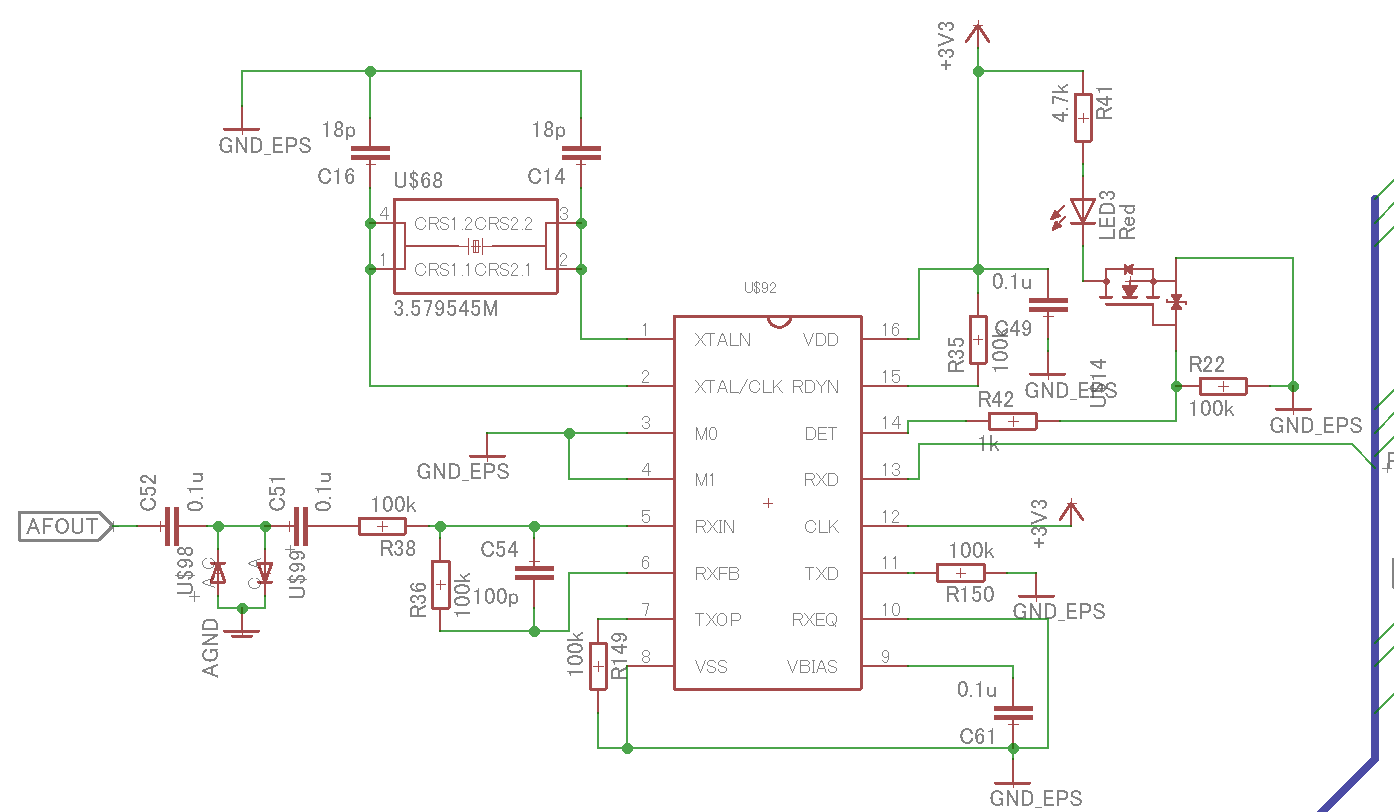 +3V3
4.7k
R41
GND_EPS
18p
C16
18p
C14
U$68
4
CRS1.2CRS2.2
3
1
CRS1.1CRS2.1
2
3.579545M
LED3
Red
U$92
0.1u
C49
R35
100k
GND_EPS
U$14
R22
100k
GND_EPS
R42
1k
1
XTALN
VDD
16
2
XTAL/CLK
RDYN
15
3
M0
DET
14
4
M1
RXD
13
5
RXIN
CLK
12
6
RXFB
TXD
11
7
TXOP
RXEQ
10
8
VSS
VBIAS
9
GND_EPS
+3V3
100k
R150
GND_EPS
AFOUT
C52
0.1u
C51
0.1u
100k
R38
U$98
A
C
C
A
U$99
AGND
R36
100k
C54
100p
100k
R149
0.1u
C61
GND_EPS